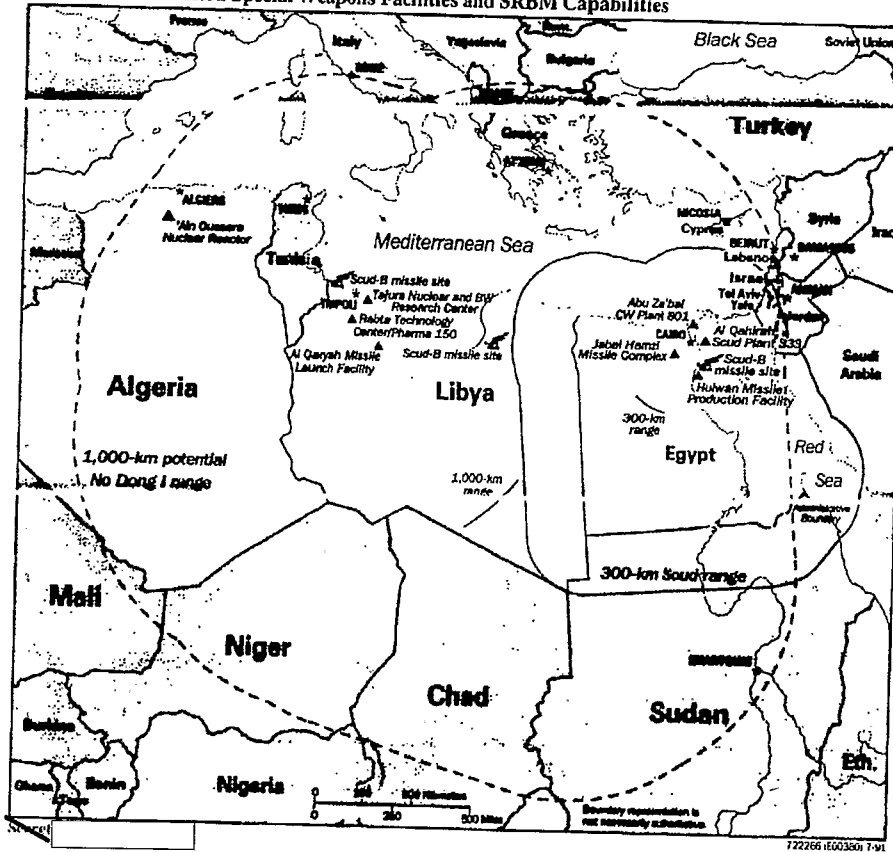 Special Weapons Facilities and SRBM Capabilities
France
Italy
Yugoslavia
Bulgaria
Black Sea
Soviet Union
Greece
Turkey
ALGIERS
'Ain Oussera
Nuclear Reactor
TUNIS
Tunisia
Mediterranean Sea
NICOSIA
Cyprus
Syria
Iraq
BEIRUT
Lebanon
DAMASCUS
Israel
Tel Aviv-
Yafo
Jordan
Scud-B missile site
TRIPOLI
Tajura Nuclear and BW
Research Center
Rabta Technology
Center/Pharma 150
Al Qaryah Missile
Launch Facility
Scud-B missile site
Abu Za'bal
CW Plant 801
CAIRO
Al Qahirah
Scud Plant 333
Jabal Hamzi
Missile Complex
Scud-B
missile site
Hulwan Missile
Production Facility
Saudi
Arabia
Algeria
Libya
Egypt
300-km
range
1,000-km
range
1,000-km potential
No Dong I range
Red
Sea
Administrative
Boundary
300-km Scud range
Mali
Niger
Chad
Sudan
KHARTOUM
Burkina
Ghana
Togo
Benin
Nigeria
Eth.
0
500 Kilometers
0
250
500 Miles
Boundary representation is
not necessarily authoritative.
Secret
722266 (E00380) 7-91